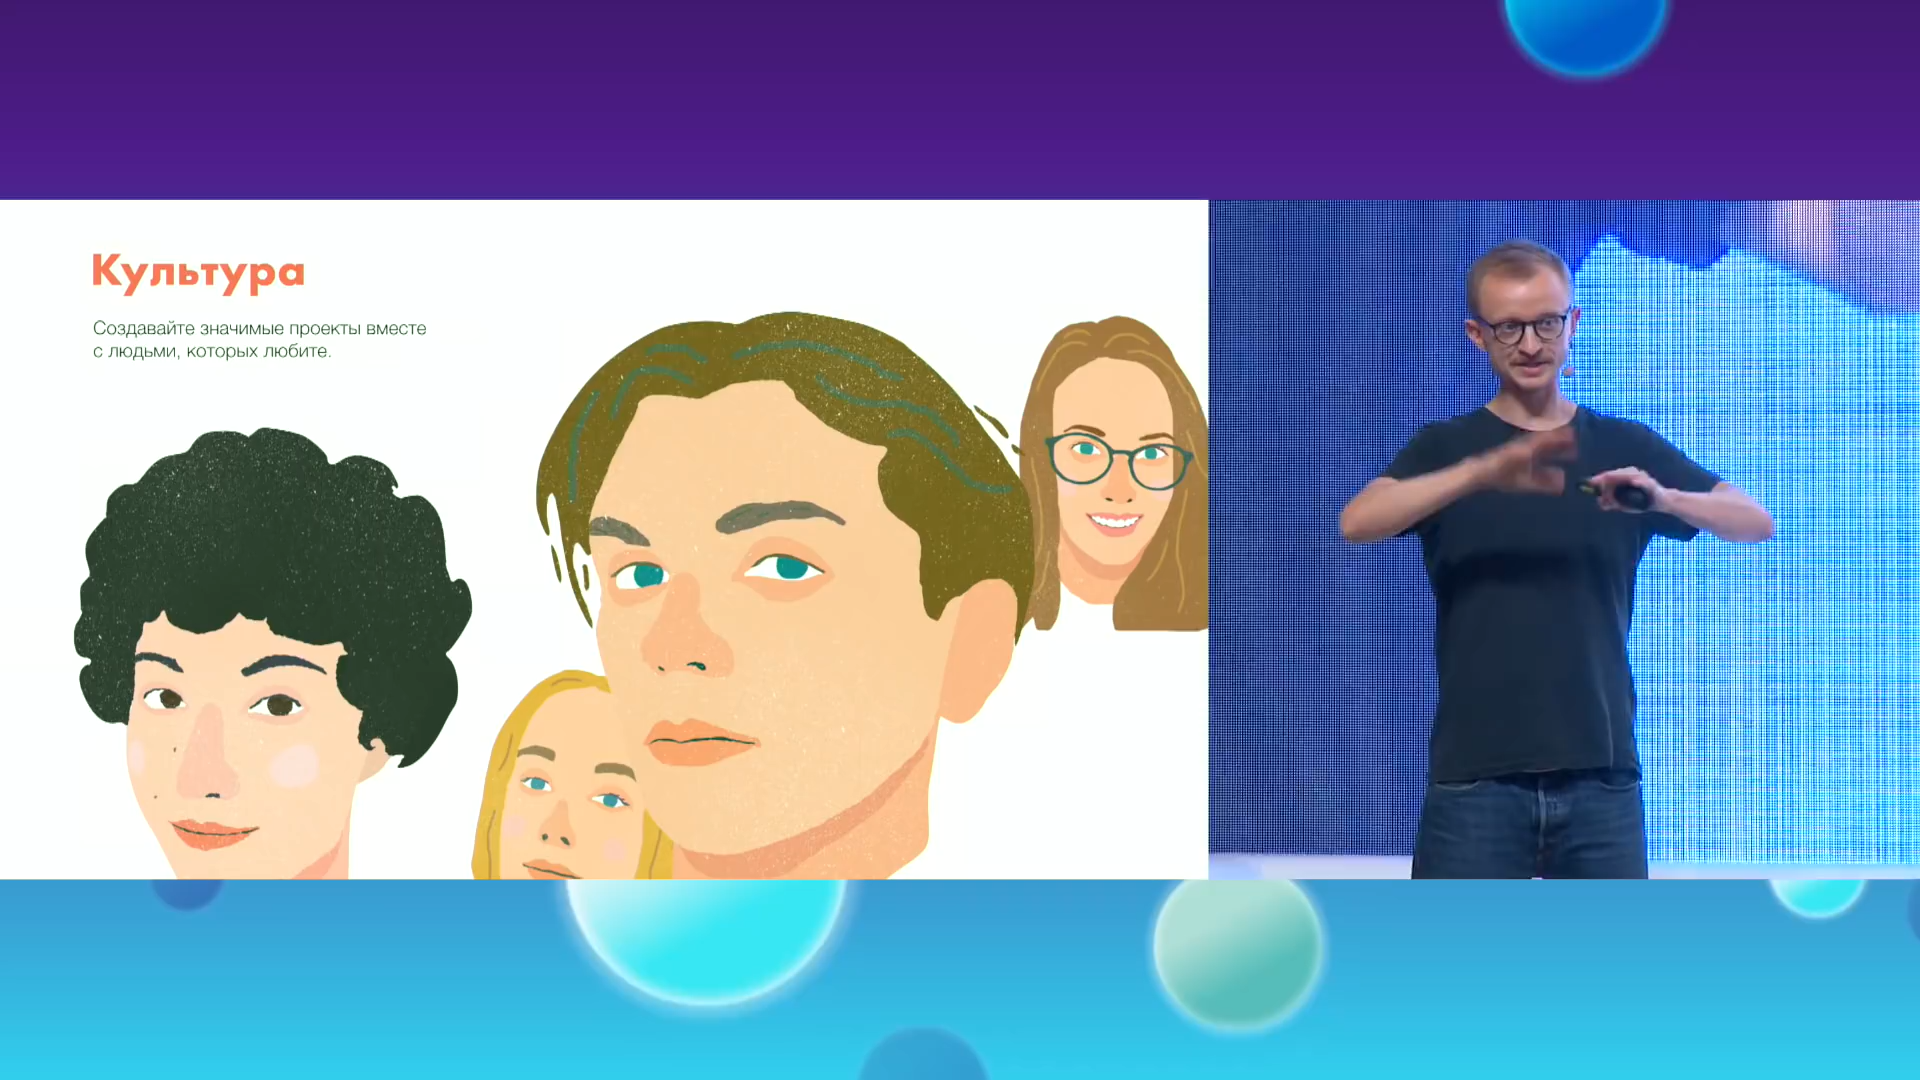 Культура
Создавайте значимые проекты вместе
с людьми, которых любите.